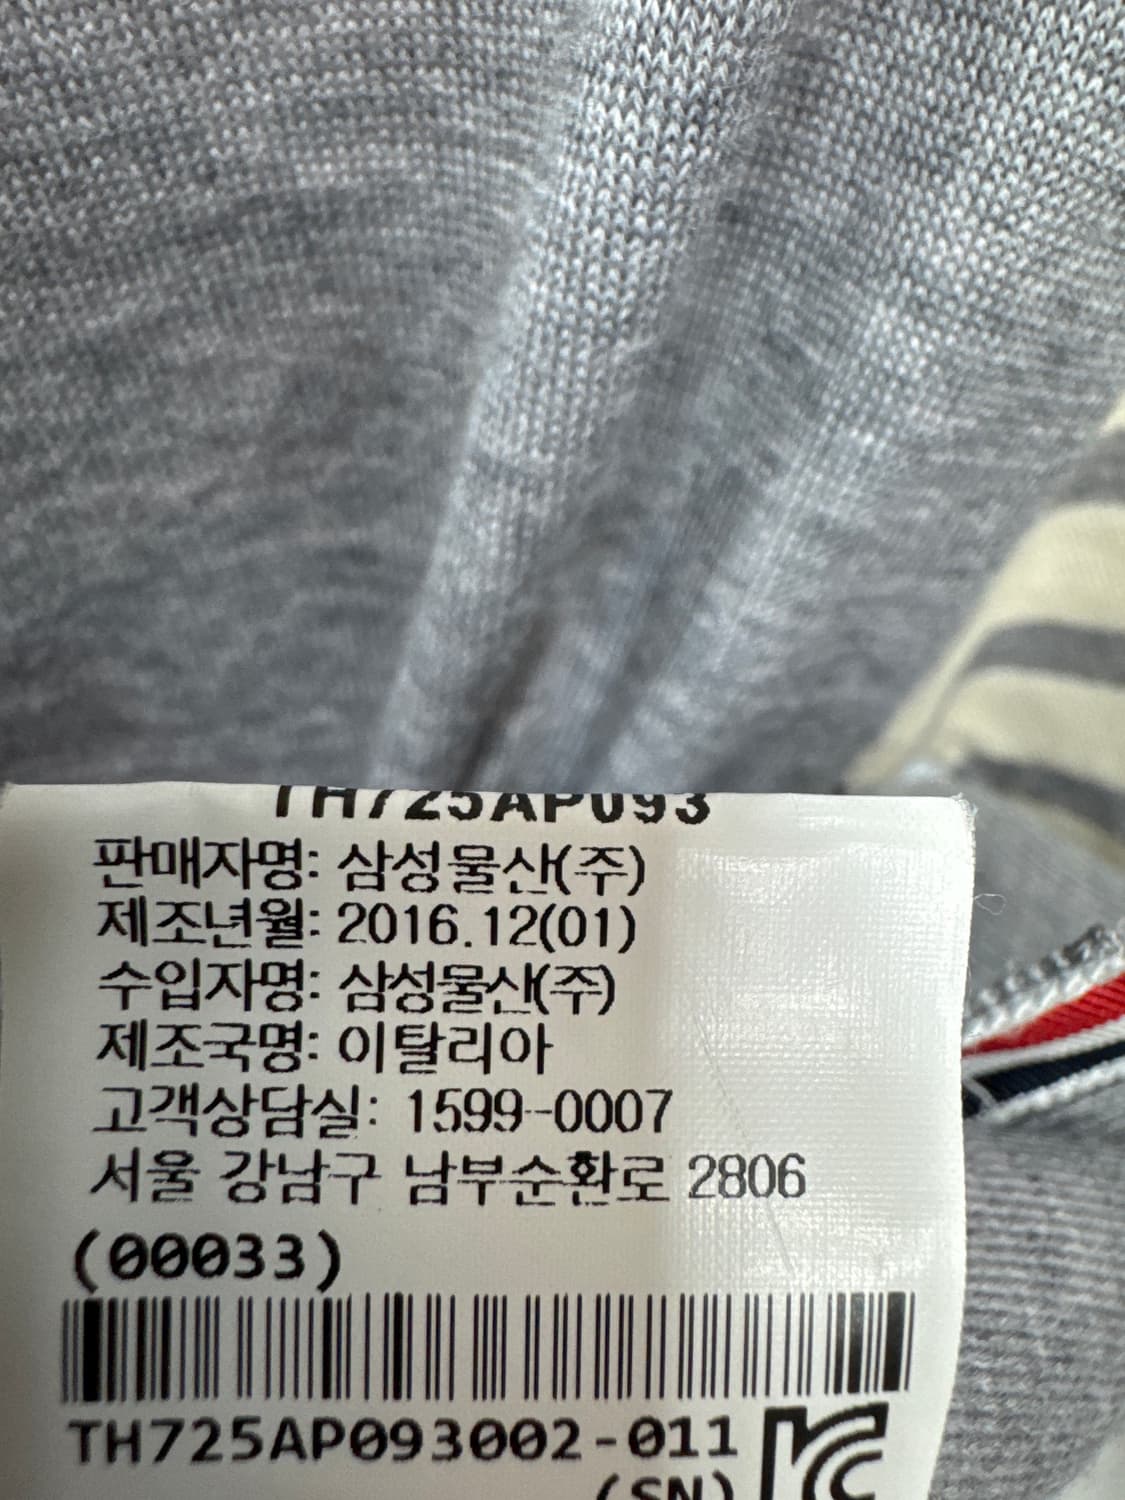 TH725AP093
판매자명: 삼성물산(주)
제조년월: 2016.12(01)
수입자명: 삼성물산(주)
제조국명: 이탈리아
고객상담실: 1599-0007
서울 강남구 남부순환로 2806
(00033)
TH725AP093002-011
(SN)